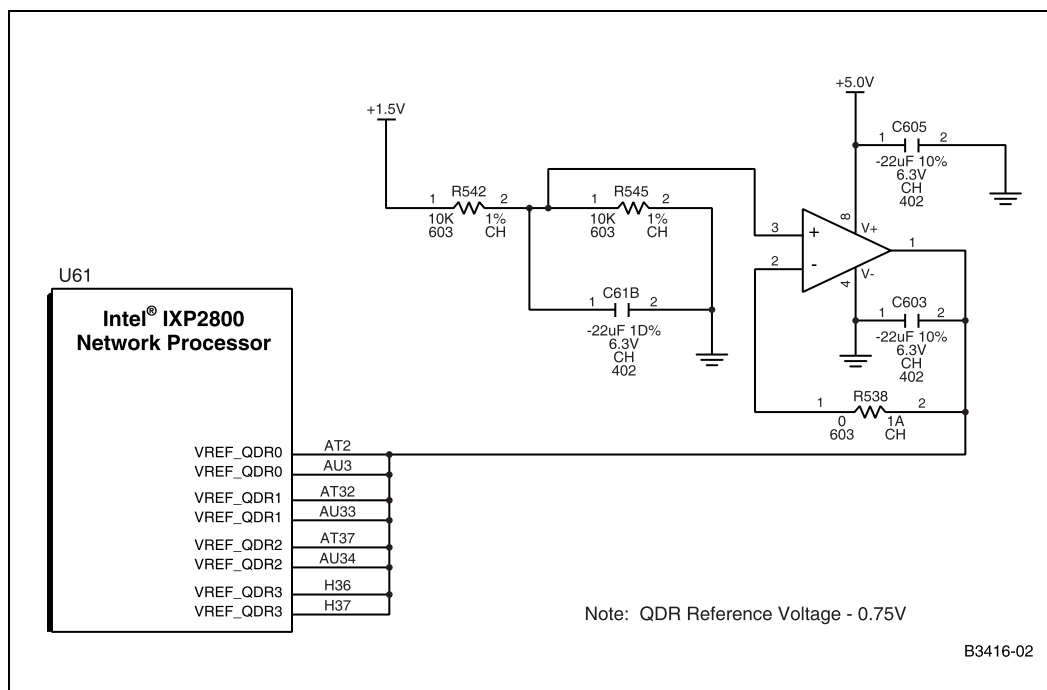 +5.0V
+1.5V
1 C605 2
-22uF 10%
6.3V
CH
402
1 R542 2
10K 1%
603 CH
1 R545 2
10K 1%
603 CH
3
+
8
V+
1
2
-
4
V-
1 C61B 2
-22uF 1D%
6.3V
CH
402
1 C603 2
-22uF 10%
6.3V
CH
402
1 R538 2
0 1A
603 CH
U61
Intel® IXP2800
Network Processor
VREF_QDR0 AT2
VREF_QDR0 AU3
VREF_QDR1 AT32
VREF_QDR1 AU33
VREF_QDR2 AT37
VREF_QDR2 AU34
VREF_QDR3 H36
VREF_QDR3 H37
Note: QDR Reference Voltage - 0.75V
B3416-02